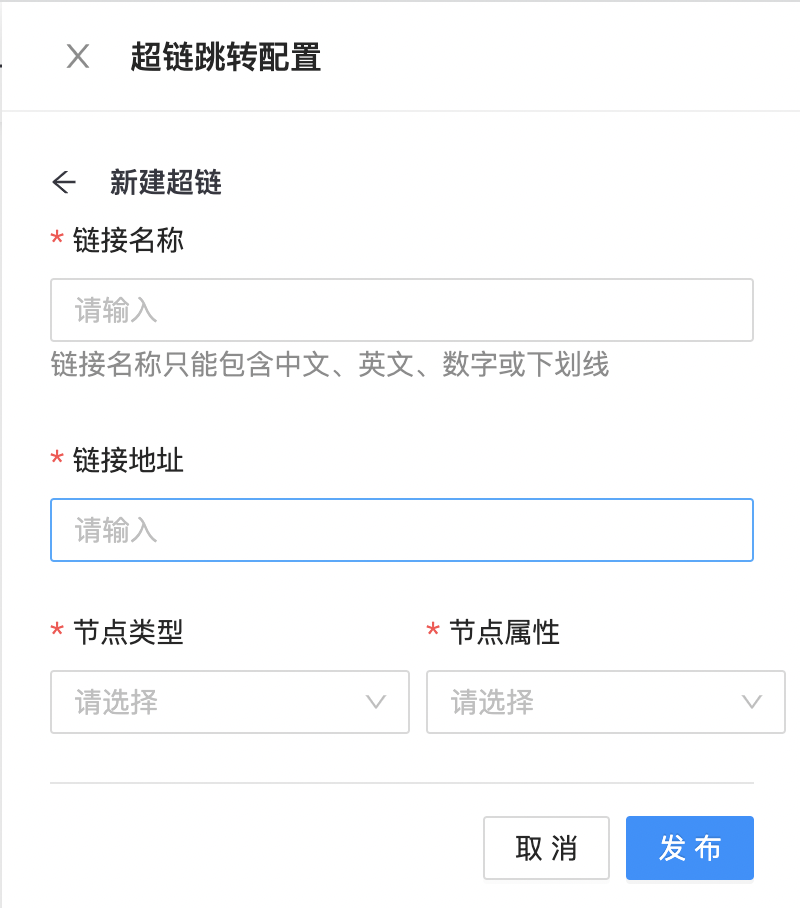 超链跳转配置
新建超链
* 链接名称
请输入
链接名称只能包含中文、英文、数字或下划线
* 链接地址
请输入
* 节点类型 * 节点属性
请选择 请选择
取 消 发 布